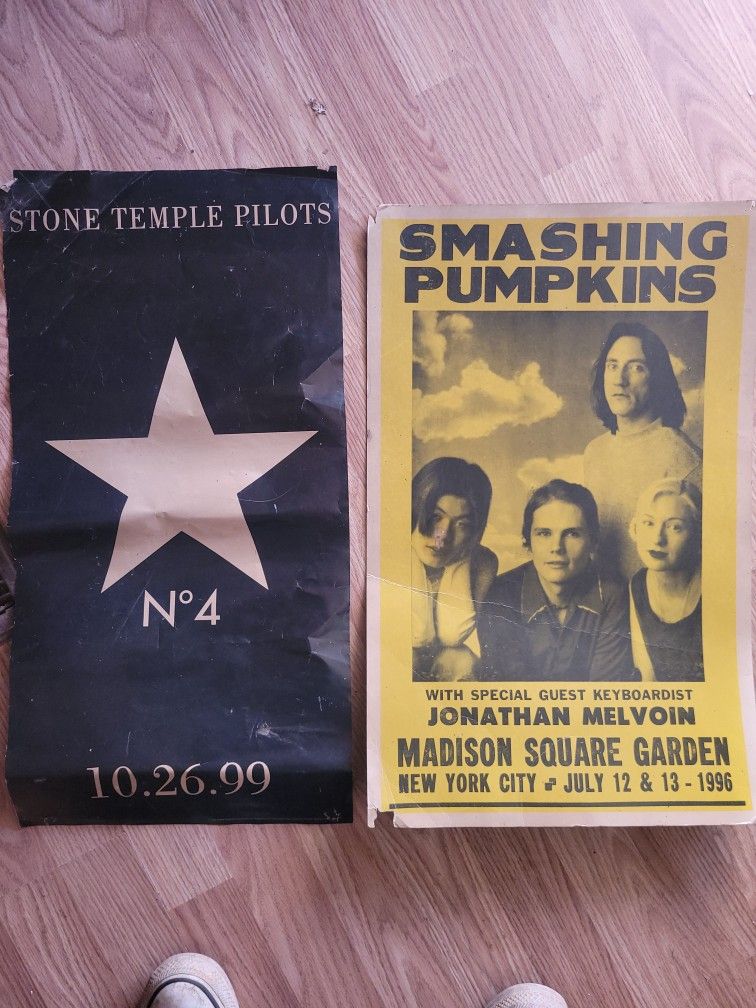 STONE TEMPLE PILOTS
Nº4
10.26.99
SMASHING
PUMPKINS
WITH SPECIAL GUEST KEYBOARDIST
JONATHAN MELVOIN
MADISON SQUARE GARDEN
NEW YORK CITY - JULY 12 & 13 - 1996